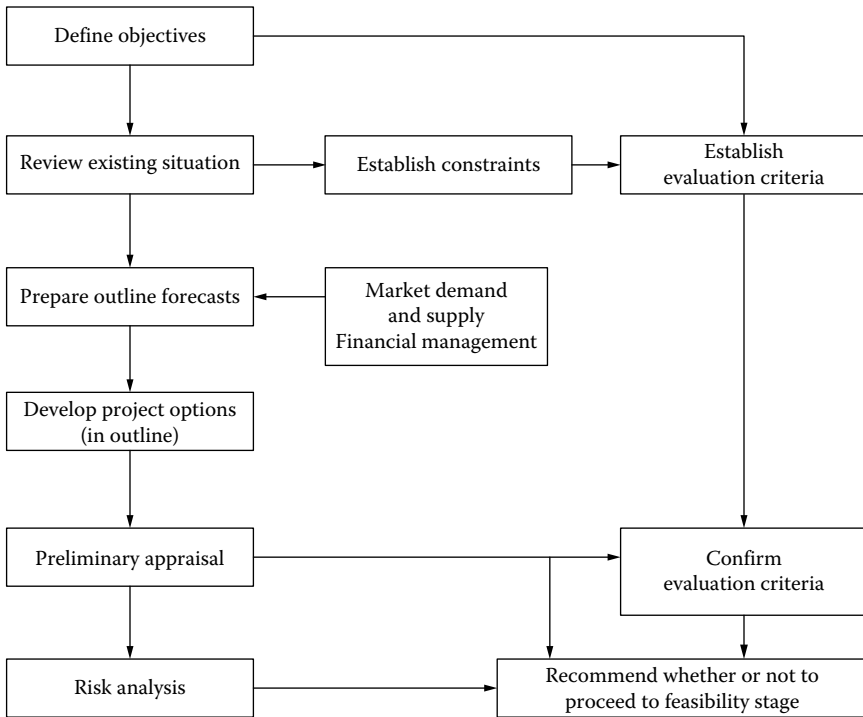 Define objectives
Review existing situation
Establish constraints
Establish
evaluation criteria
Prepare outline forecasts
Market demand
and supply
Financial management
Develop project options
(in outline)
Preliminary appraisal
Confirm
evaluation criteria
Risk analysis
Recommend whether or not to
proceed to feasibility stage